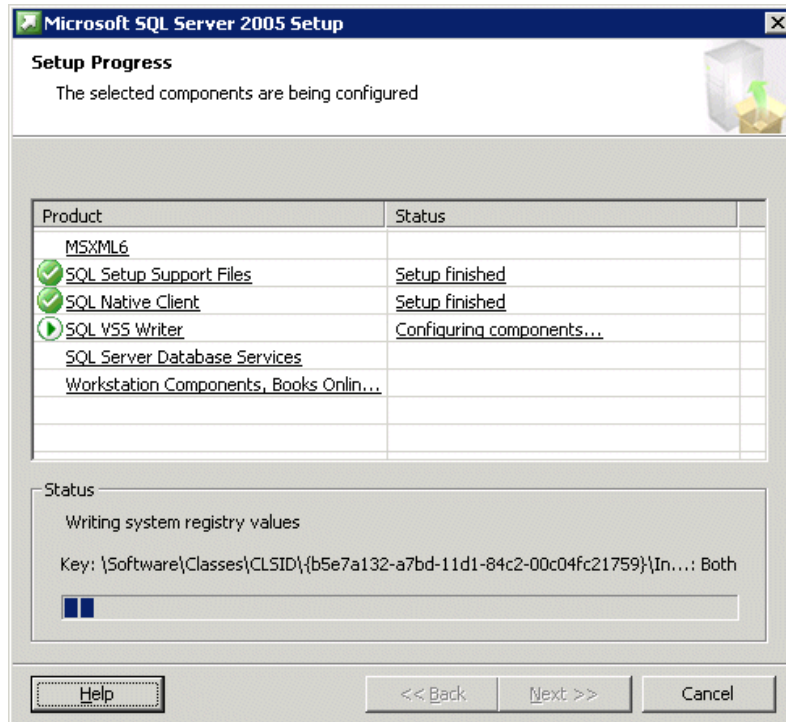 Microsoft SQL Server 2005 Setup
Setup Progress
The selected components are being configured
Product Status
MSXML6
SQL Setup Support Files Setup finished
SQL Native Client Setup finished
SQL VSS Writer Configuring components...
SQL Server Database Services
Workstation Components, Books Onlin...
Status
Writing system registry values
Key: \Software\Classes\CLSID\{b5e7a132-a7bd-11d1-84c2-00c04fc21759}\In...: Both
Help << Back Next >> Cancel